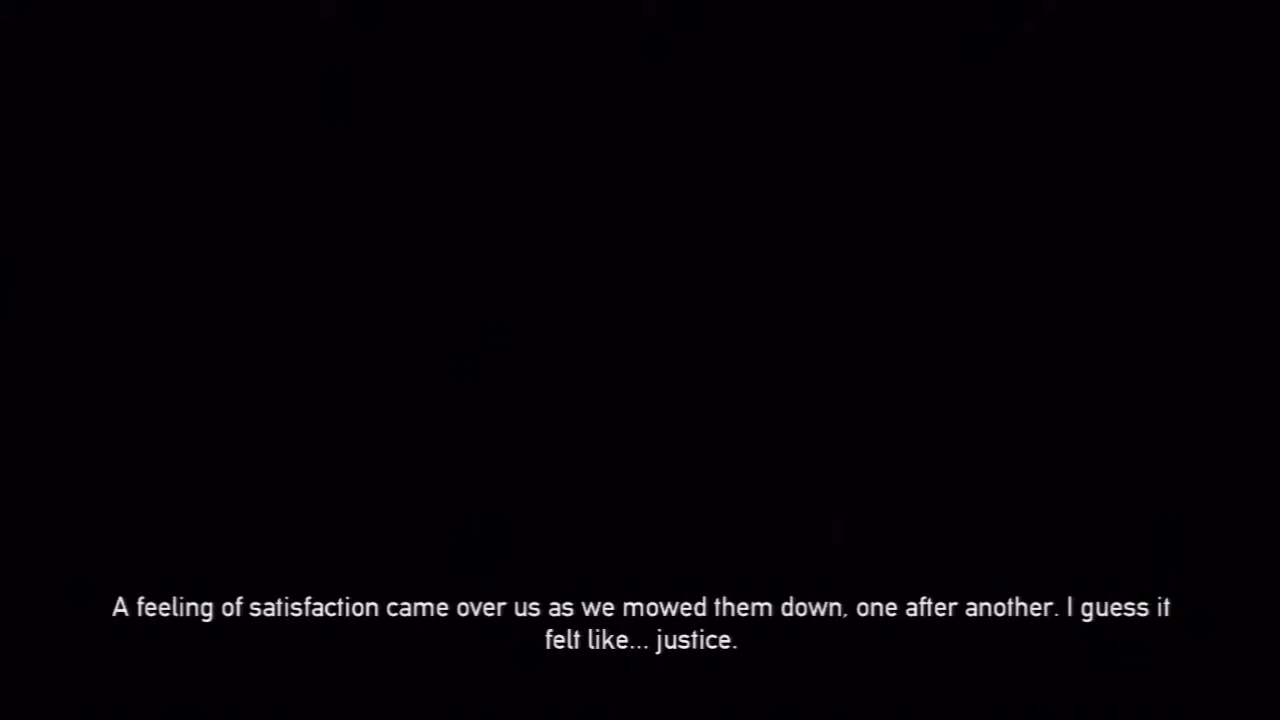 A feeling of satisfaction came over us as we mowed them down, one after another. I guess it
felt like... justice.